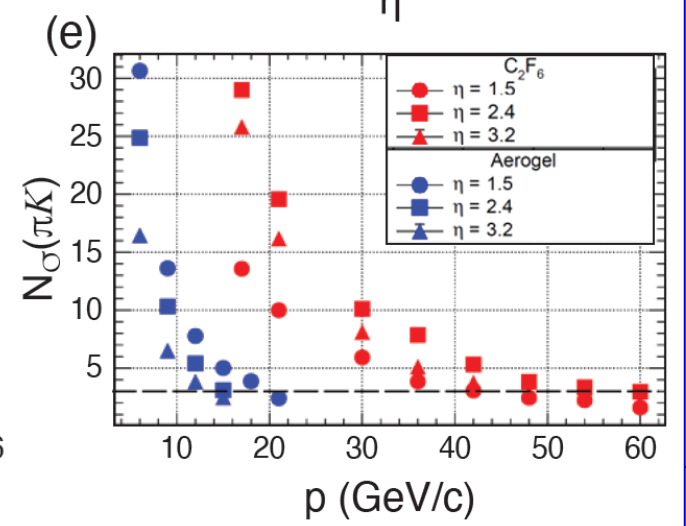 η
(e)
C₂F₆
η = 1.5
η = 2.4
η = 3.2
Aerogel
η = 1.5
η = 2.4
η = 3.2
30
25
20
15
10
5
Nσ(πK)
6
10
20
30
40
50
60
p (GeV/c)